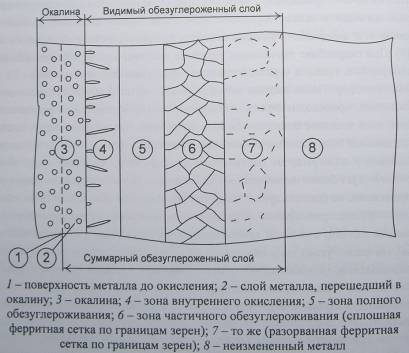 Окалина
Видимый обезуглероженный слой
3
4
5
6
7
8
1
2
Суммарный обезуглероженный слой
1 – поверхность металла до окисления; 2 – слой металла, перешедший в
окалину; 3 – окалина; 4 – зона внутреннего окисления; 5 – зона полного
обезуглероживания; 6 – зона частичного обезуглероживания (сплошная
ферритная сетка по границам зерен); 7 – то же (разорванная ферритная
сетка по границам зерен); 8 – неизмененный металл